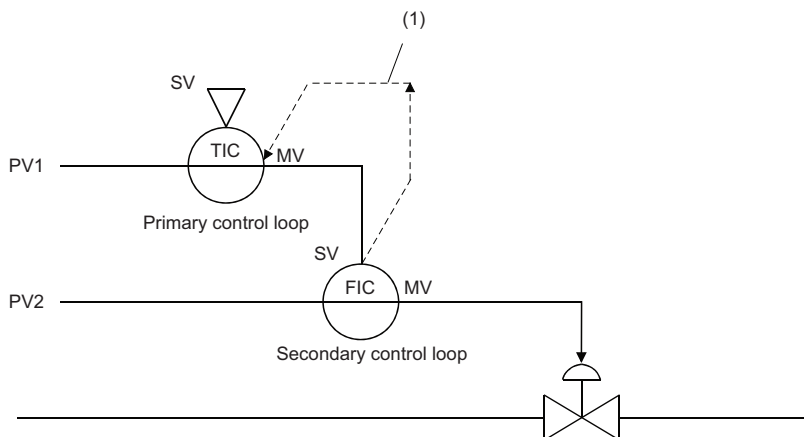 (1)
SV
TIC
PV1
MV
Primary control loop
SV
FIC
MV
PV2
Secondary control loop